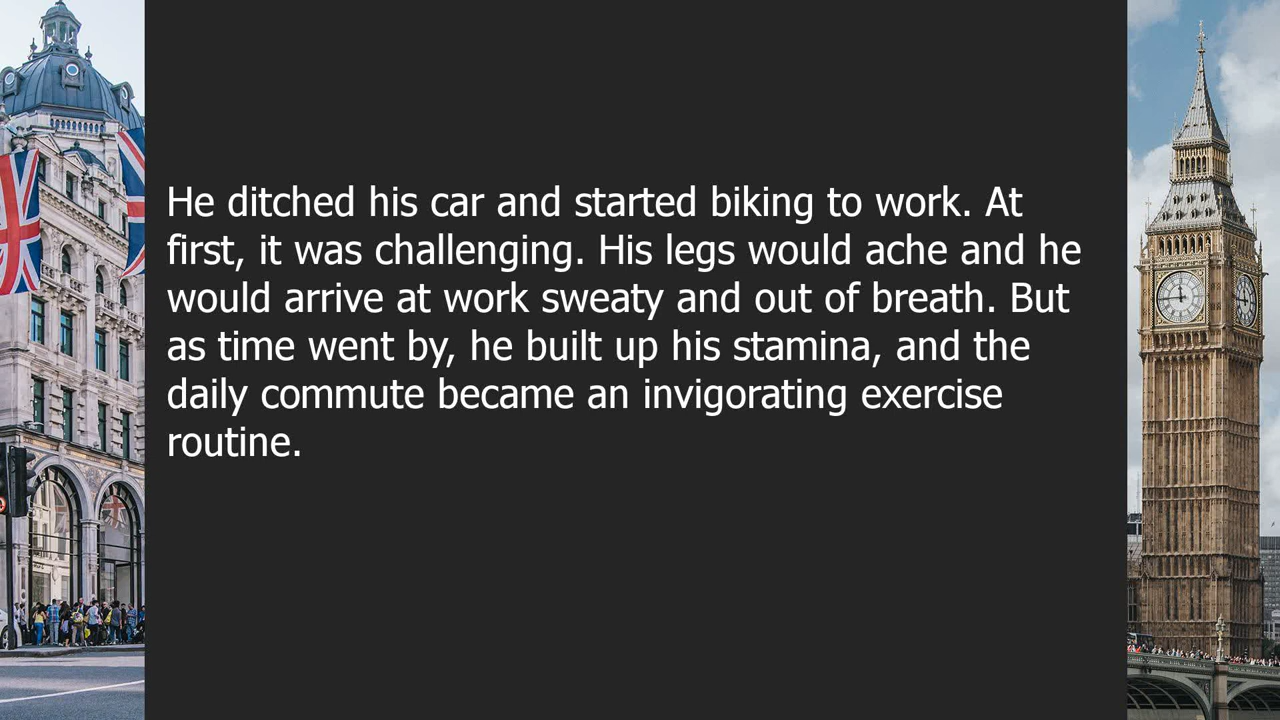 He ditched his car and started biking to work. At
first, it was challenging. His legs would ache and he
would arrive at work sweaty and out of breath. But
as time went by, he built up his stamina, and the
daily commute became an invigorating exercise
routine.